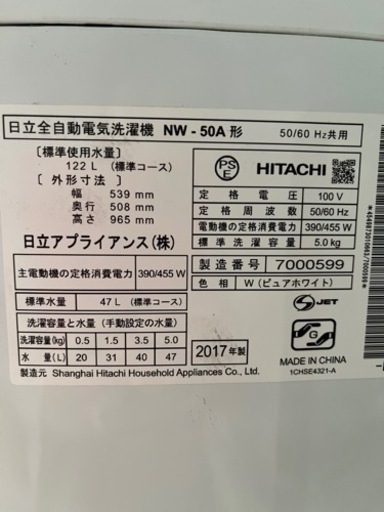 日立全自動電気洗濯機 NW - 50A 形 50/60 Hz共用
〔標準使用水量〕
122 L (標準コース)
〔 外形寸法 〕
幅 539 mm
奥行 508 mm
高さ 965 mm
日立アプライアンス(株)
PS
E
HITACHI
定格電圧 100 V
定格周波数 50/60 Hz
定格消費電力 390/455 W
標準洗濯容量 5.0 kg
主電動機の定格消費電力 390/455 W
製造番号 7000599
色相 W (ピュアホワイト)
標準水量 47 L (標準コース)
洗濯容量と水量 (手動設定の水量)
洗濯容量(kg) 0.5 1.5 3.5 5.0
水量(L) 20 31 40 47
2017年製
S JET
G
MADE IN CHINA
1CHSE4321-A
製造元 Shanghai Hitachi Household Appliances Co., Ltd.